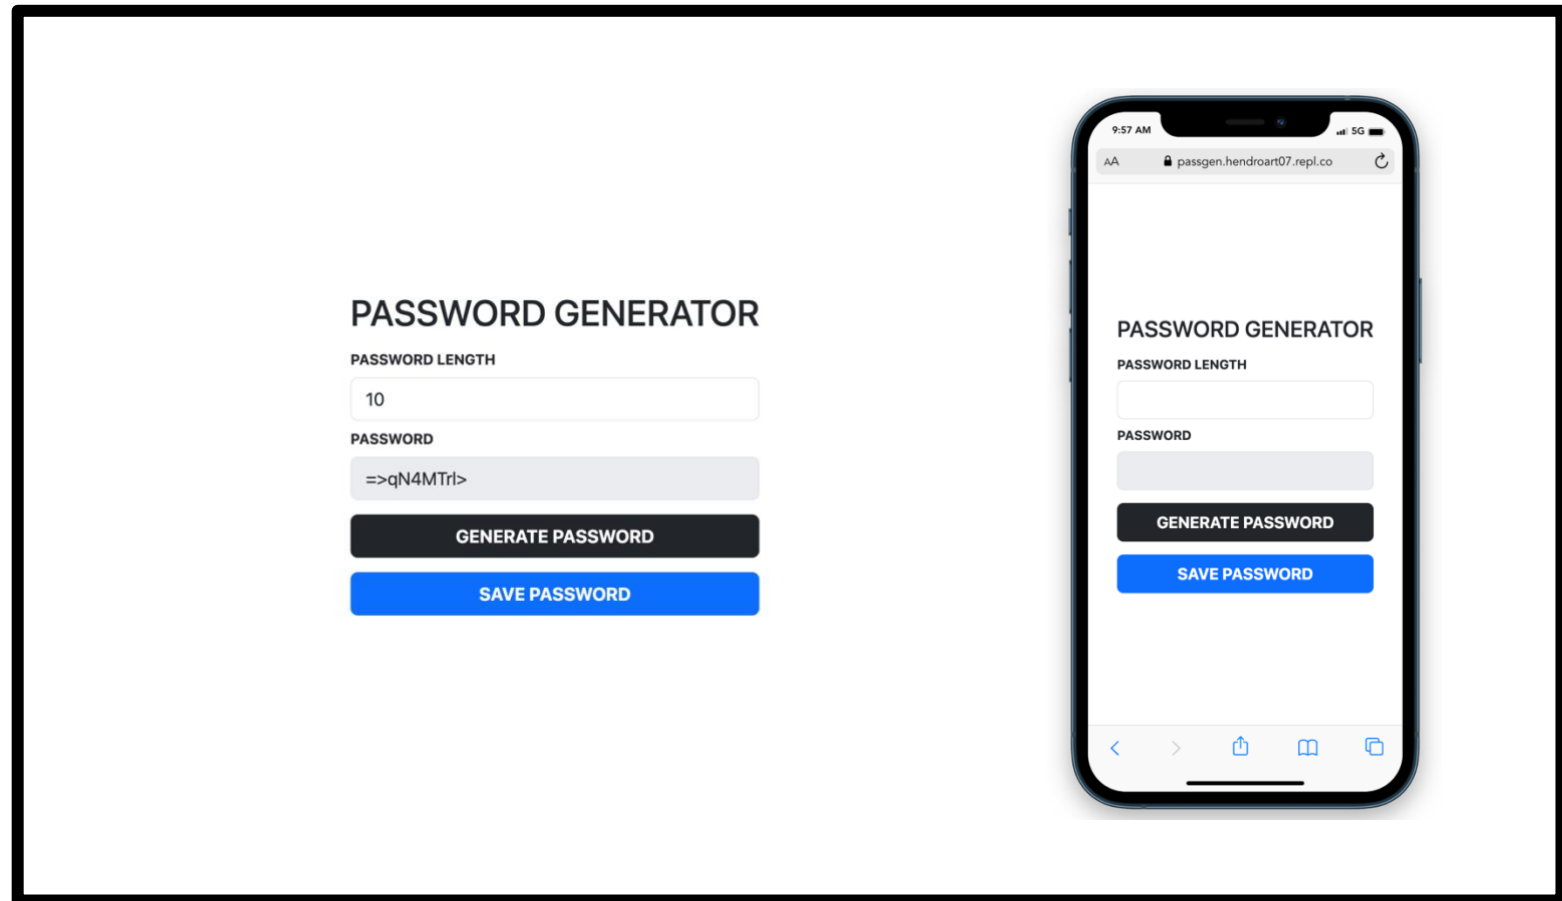 PASSWORD GENERATOR
PASSWORD LENGTH
10
PASSWORD
=>qN4MTrl>
GENERATE PASSWORD
SAVE PASSWORD
9:57 AM
5G
AA
passgen.hendroart07.repl.co
PASSWORD GENERATOR
PASSWORD LENGTH
PASSWORD
GENERATE PASSWORD
SAVE PASSWORD